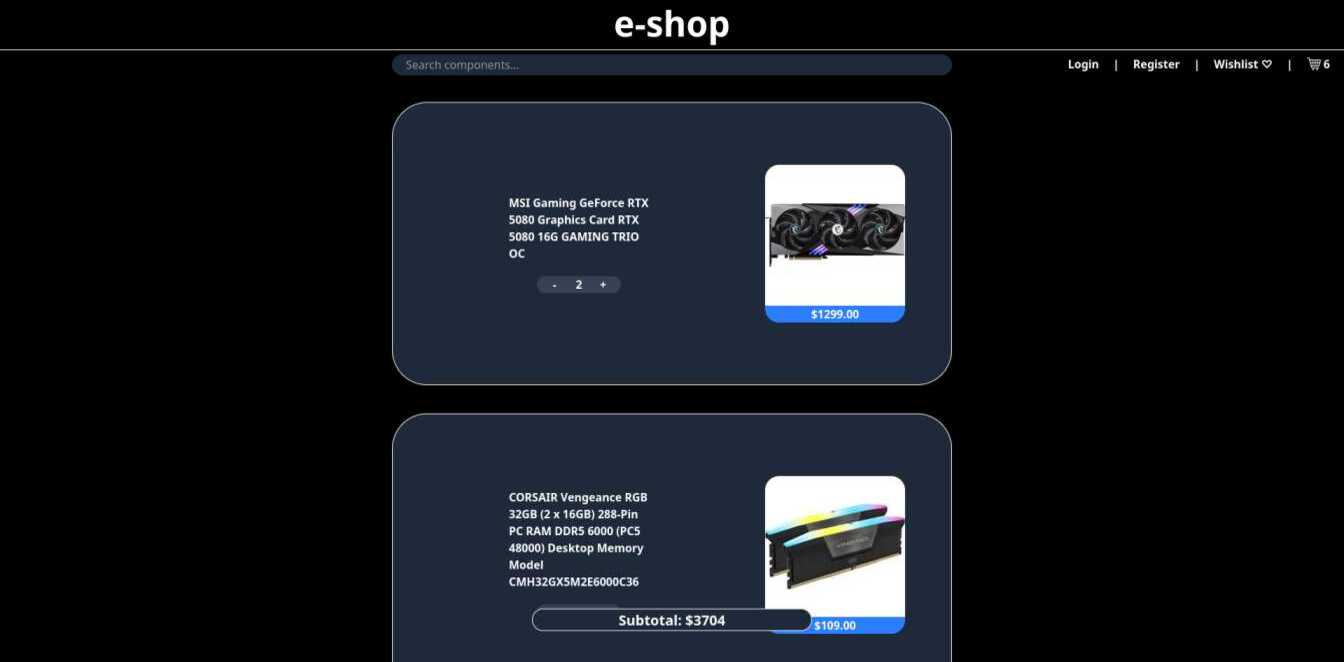 e-shop
Search components...
Login | Register | Wishlist ♡ | 6
MSI Gaming GeForce RTX
5080 Graphics Card RTX
5080 16G GAMING TRIO
OC
- 2 +
$1299.00
CORSAIR Vengeance RGB
32GB (2 x 16GB) 288-Pin
PC RAM DDR5 6000 (PC5
48000) Desktop Memory
Model
CMH32GX5M2E6000C36
Subtotal: $3704
$109.00